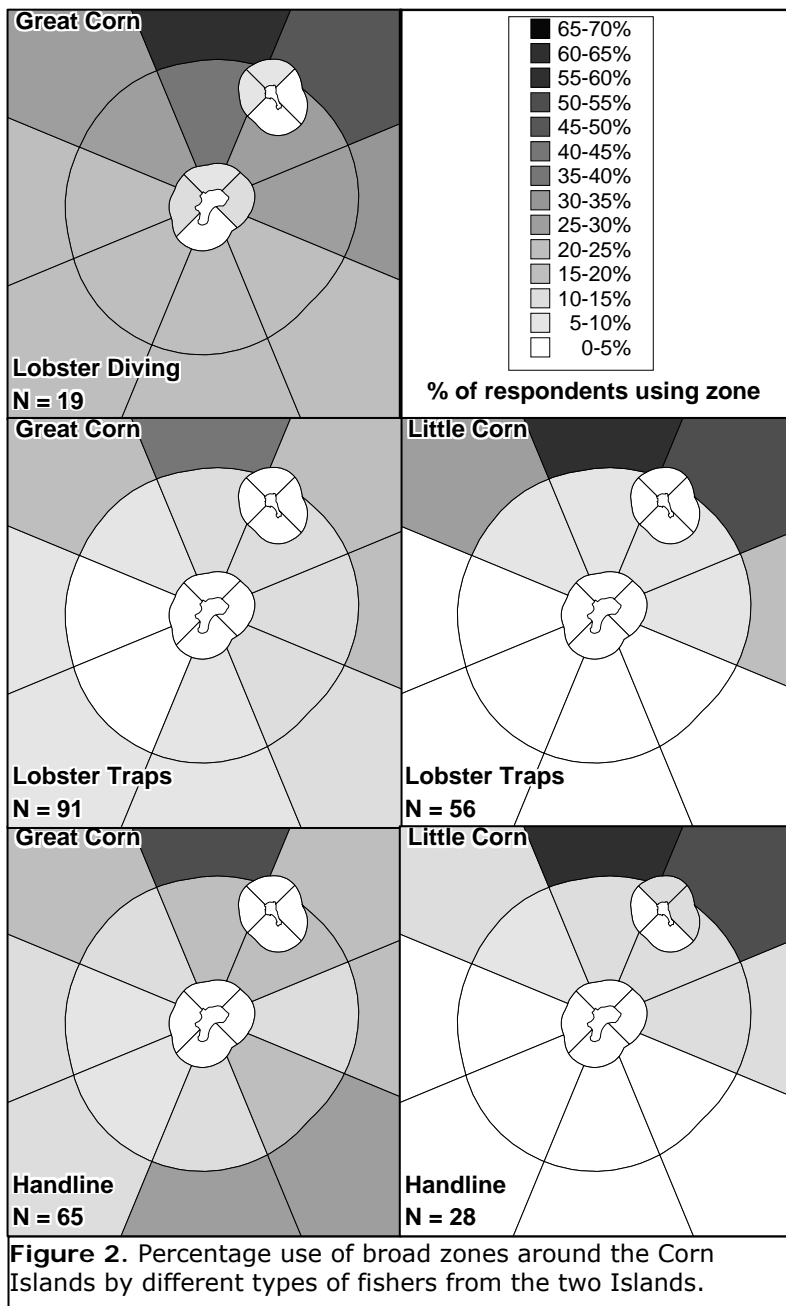 Great Corn
65-70%
60-65%
55-60%
50-55%
45-50%
40-45%
35-40%
30-35%
25-30%
20-25%
15-20%
10-15%
5-10%
0-5%
% of respondents using zone
Lobster Diving
N = 19
Great Corn
Lobster Traps
N = 91
Little Corn
Lobster Traps
N = 56
Great Corn
Handline
N = 65
Little Corn
Handline
N = 28
Figure 2. Percentage use of broad zones around the Corn
Islands by different types of fishers from the two Islands.